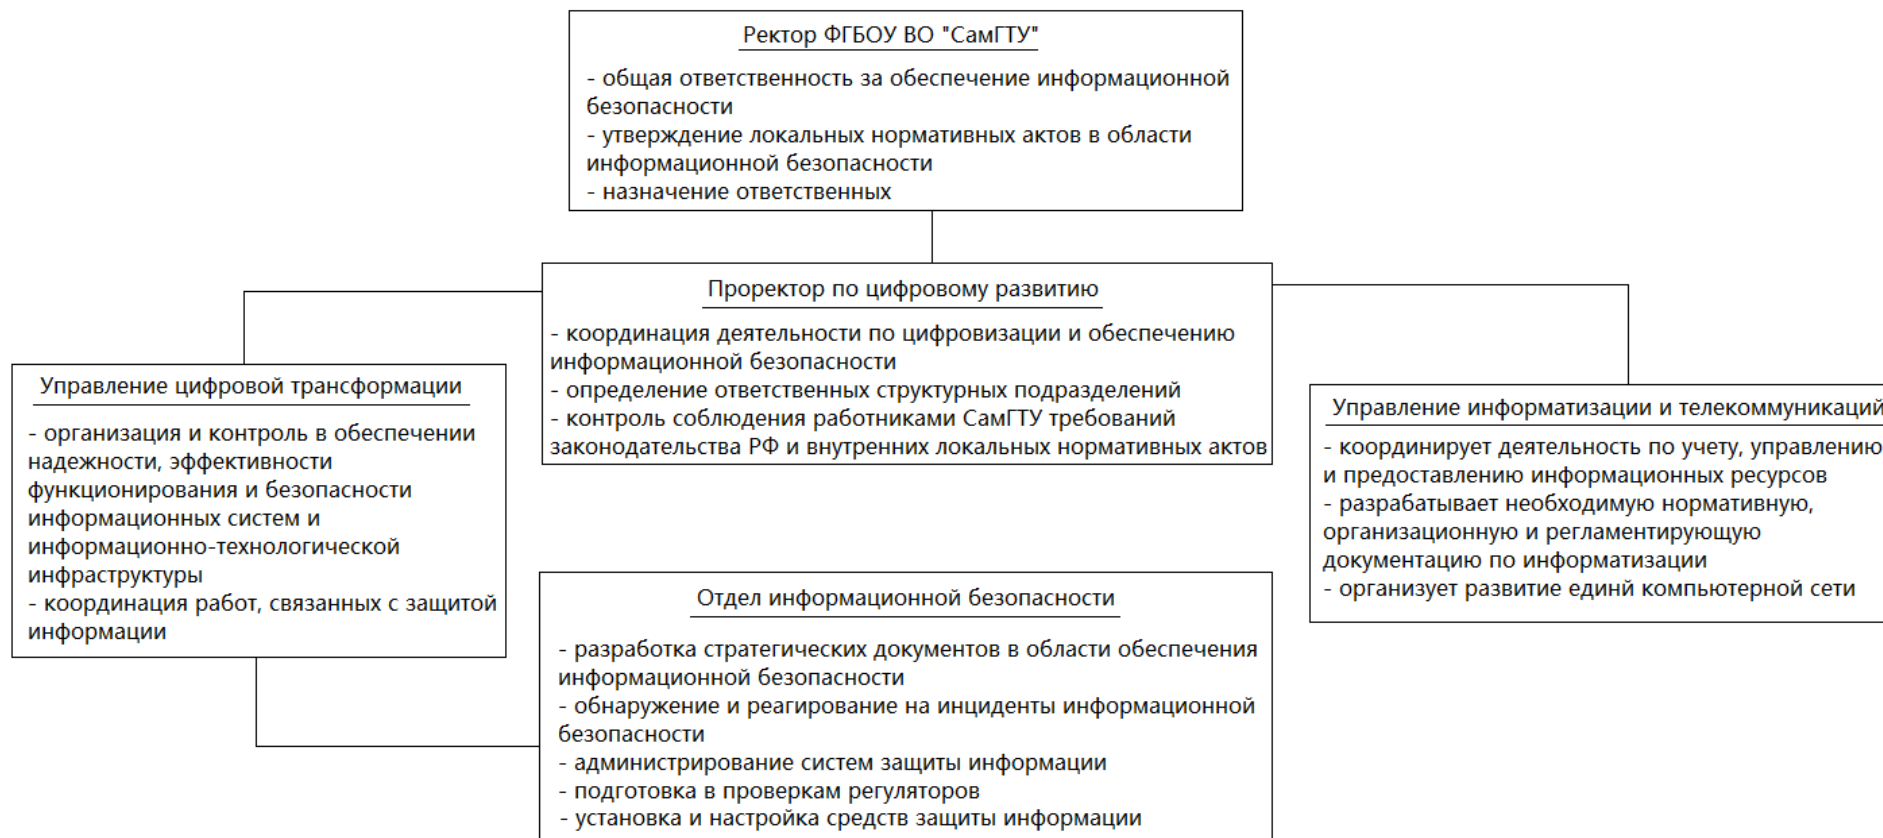 Ректор ФГБОУ ВО "СамГТУ"
- общая ответственность за обеспечение информационной
безопасности
- утверждение локальных нормативных актов в области
информационной безопасности
- назначение ответственных
Проректор по цифровому развитию
- координация деятельности по цифровизации и обеспечению
информационной безопасности
- определение ответственных структурных подразделений
- контроль соблюдения работниками СамГТУ требований
законодательства РФ и внутренних локальных нормативных актов
Управление цифровой трансформации
- организация и контроль в обеспечении
надежности, эффективности
функционирования и безопасности
информационных систем и
информационно-технологической
инфраструктуры
- координация работ, связанных с защитой
информации
Управление информатизации и телекоммуникаций
- координирует деятельность по учету, управлению
и предоставлению информационных ресурсов
- разрабатывает необходимую нормативную,
организационную и регламентирующую
документацию по информатизации
- организует развитие единй компьютерной сети
Отдел информационной безопасности
- разработка стратегических документов в области обеспечения
информационной безопасности
- обнаружение и реагирование на инциденты информационной
безопасности
- администрирование систем защиты информации
- подготовка в проверкам регуляторов
- установка и настройка средств защиты информации